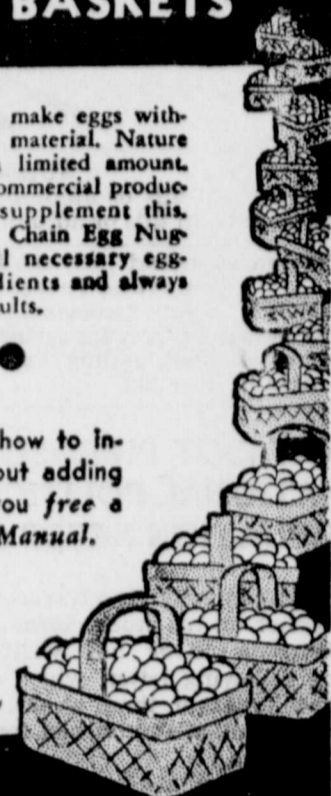 BASKETS
make eggs with-
material. Nature
limited amount.
ommercial produc-
supplement this.
Chain Egg Nug-
l necessary egg-
dients and always
ults.
how to in-
out adding
you free a
Manual.